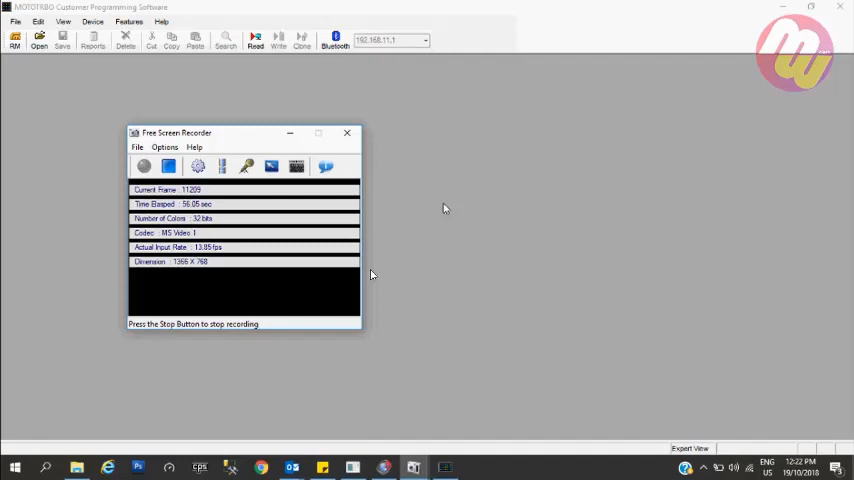 MOTOTRBO Customer Programming Software
File Edit View Device Features Help
RM Open Save Reports Delete Cut Copy Paste Search Read Write Clone Bluetooth 192.168.11.1
Free Screen Recorder
File Options Help
Current Frame : 11209
Time Elasped : 56.05 sec
Number of Colors : 32 bits
Codec : MS Video 1
Actual Input Rate : 13.85 fps
Dimension : 1366 X 768
Press the Stop Button to stop recording
Expert View
Ps cps ENG 12:22 PM
US 19/10/2018